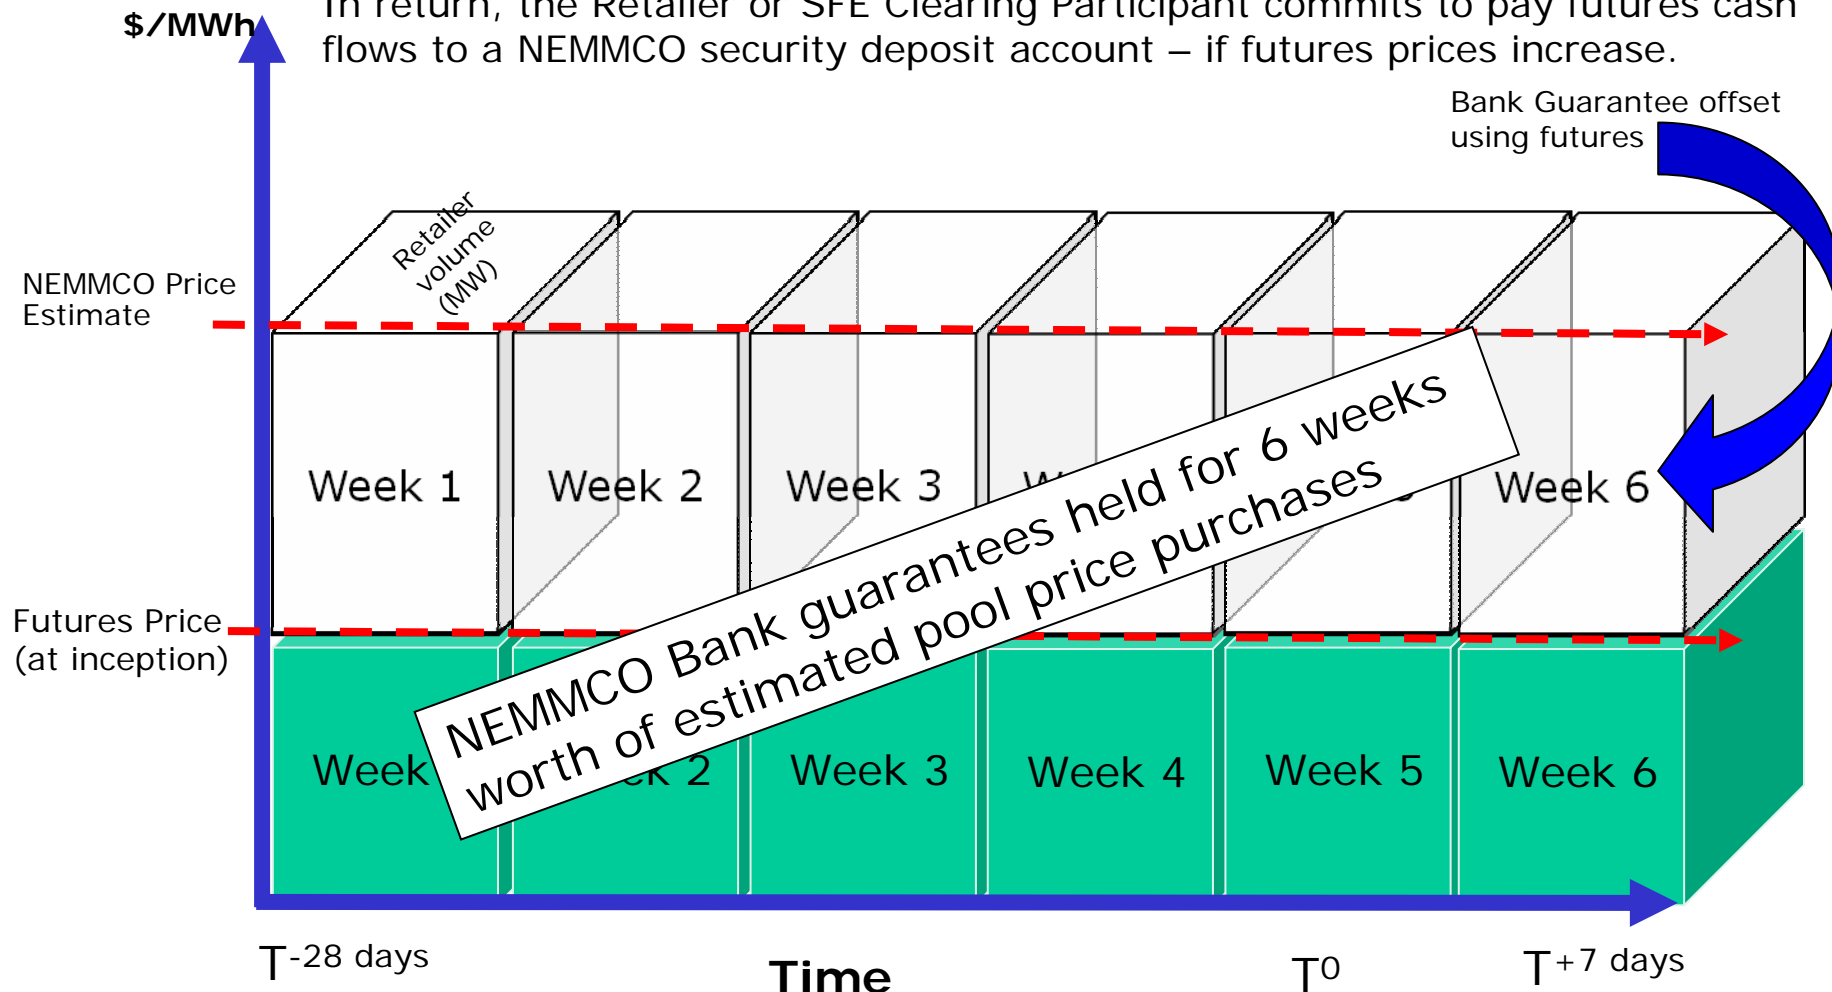 $/MWh
In return, the Retailer or SFE Clearing Participant commits to pay futures cash
flows to a NEMMCO security deposit account – if futures prices increase.
Bank Guarantee offset
using futures
Retailer
volume
(MW)
NEMMCO Price
Estimate
Week 1
Week 2
Week 3
Week 6
NEMMCO Bank guarantees held for 6 weeks
worth of estimated pool price purchases
Futures Price
(at inception)
Week
2
Week 3
Week 4
Week 5
Week 6
T-28 days
Time
T0
T+7 days